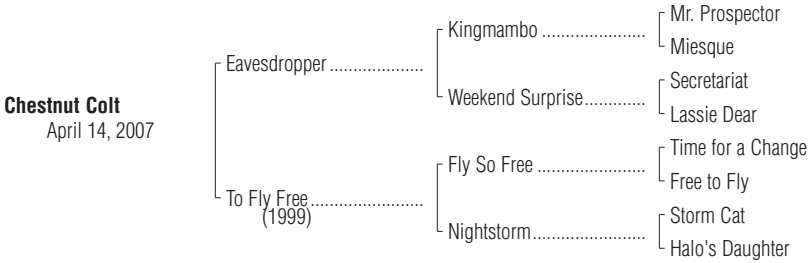 Mr. Prospector
Kingmambo ......................
Miesque
Eavesdropper ....................
Secretariat
Weekend Surprise.............
Lassie Dear
Chestnut Colt
April 14, 2007
Time for a Change
Fly So Free ......................
Free to Fly
To Fly Free........................
(1999)
Storm Cat
Nightstorm........................
Halo's Daughter